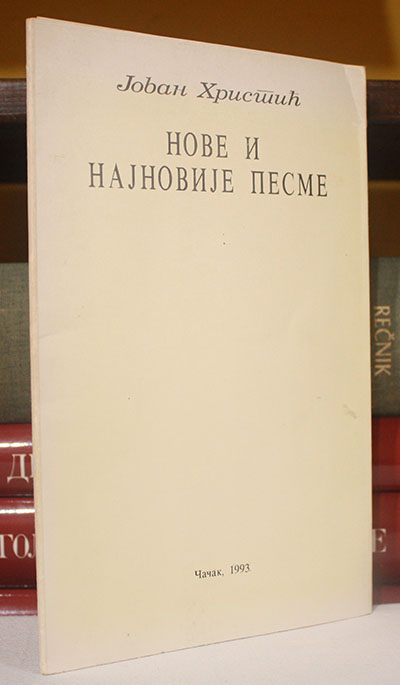 Јован Христић
НОВЕ И
НАЈНОВИЈЕ ПЕСМЕ
Чачак, 1993.
REČNIK